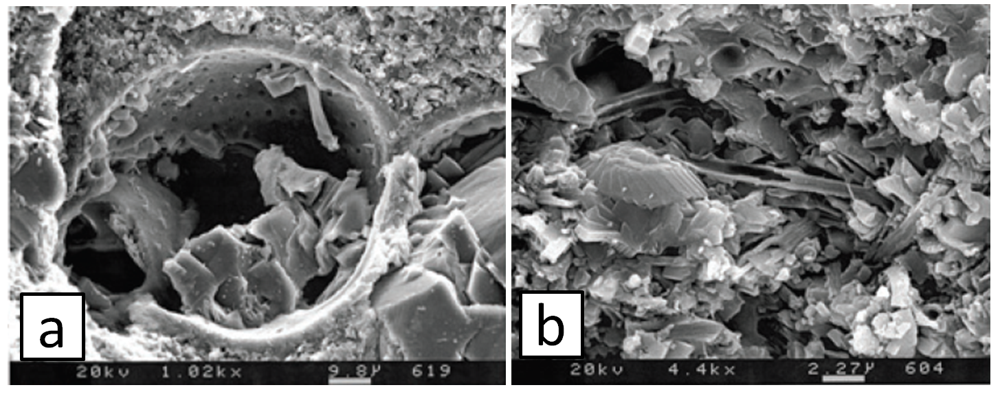 a
b
20kv 1.02kx 9.8μ 619
20kv 4.4kx 2.27μ 604